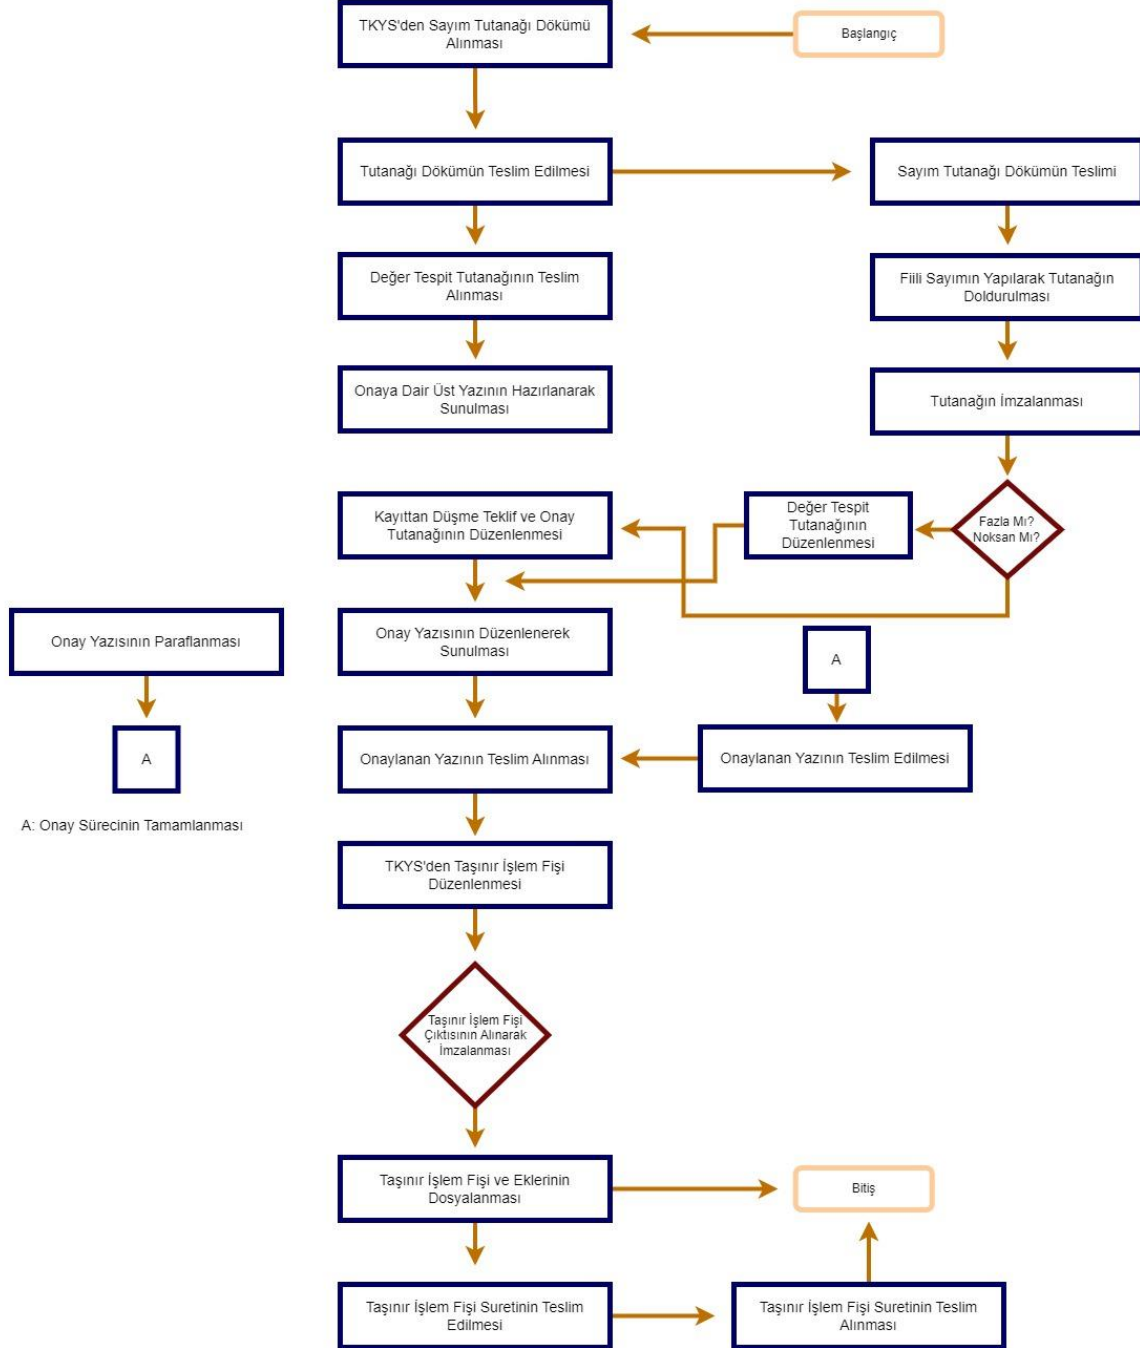 TKYS'den Sayım Tutanağı Dökümü
Alınması
Başlangıç
Tutanağı Dökümün Teslim Edilmesi
Sayım Tutanağı Dökümün Teslimi
Değer Tespit Tutanağının Teslim
Alınması
Fiili Sayımın Yapılarak Tutanağın
Doldurulması
Onaya Dair Üst Yazının Hazırlanarak
Sunulması
Tutanağın İmzalanması
Kayıttan Düşme Teklif ve Onay
Tutanağının Düzenlenmesi
Değer Tespit
Tutanağının
Düzenlenmesi
Fazla Mı?
Noksan Mı?
Onay Yazısının Paraflanması
Onay Yazısının Düzenlenerek
Sunulması
A
A
Onaylanan Yazının Teslim Alınması
Onaylanan Yazının Teslim Edilmesi
A: Onay Sürecinin Tamamlanması
TKYS'den Taşınır İşlem Fişi
Düzenlenmesi
Taşınır İşlem Fişi
Çıktısının Alınarak
İmzalanması
Taşınır İşlem Fişi ve Eklerinin
Dosyalanması
Bitiş
Taşınır İşlem Fişi Suretinin Teslim
Edilmesi
Taşınır İşlem Fişi Suretinin Teslim
Alınması